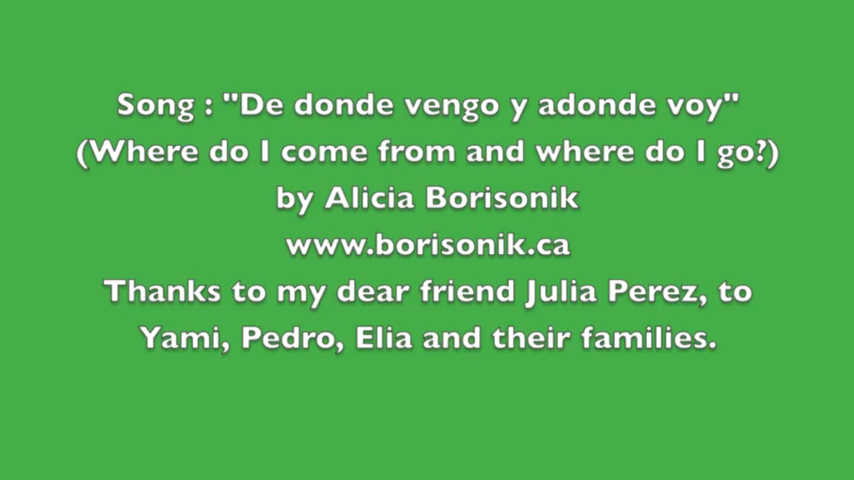 Song : "De donde vengo y adonde voy"
(Where do I come from and where do I go?)
by Alicia Borisonik
www.borisonik.ca
Thanks to my dear friend Julia Perez, to
Yami, Pedro, Elia and their families.